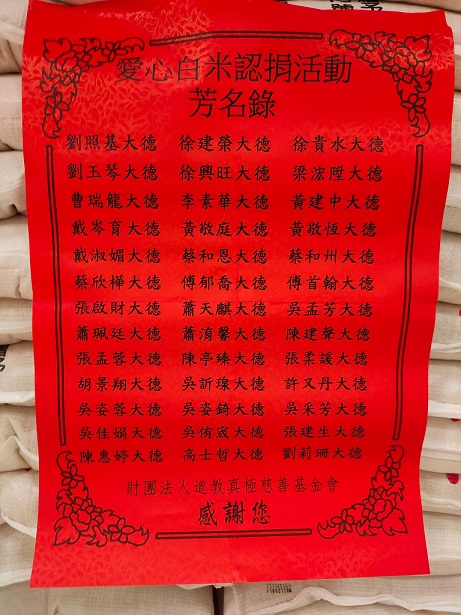 愛心白米認捐活動
芳名錄
劉照基大德 徐建榮大德 徐貴水大德
劉玉琴大德 徐興旺大德 梁浤陞大德
曹瑞龍大德 李素華大德 黃建中大德
戴岑育大德 黃敬庭大德 黃敬恆大德
戴淑媚大德 蔡和恩大德 蔡和州大德
蔡欣樺大德 傅郁喬大德 傅首翰大德
張啟財大德 蕭天麒大德 吳孟芳大德
蕭珮廷大德 蕭淯馨大德 陳建聲大德
張孟蓉大德 陳亭臻大德 張柔諼大德
胡景翔大德 吳訢瑔大德 許又丹大德
吳姿蓉大德 吳姿錡大德 吳采芳大德
吳佳娟大德 吳侑宬大德 張建生大德
陳惠婷大德 高士哲大德 劉莉珊大德
財團法人道教真極慈善基金會
感謝您